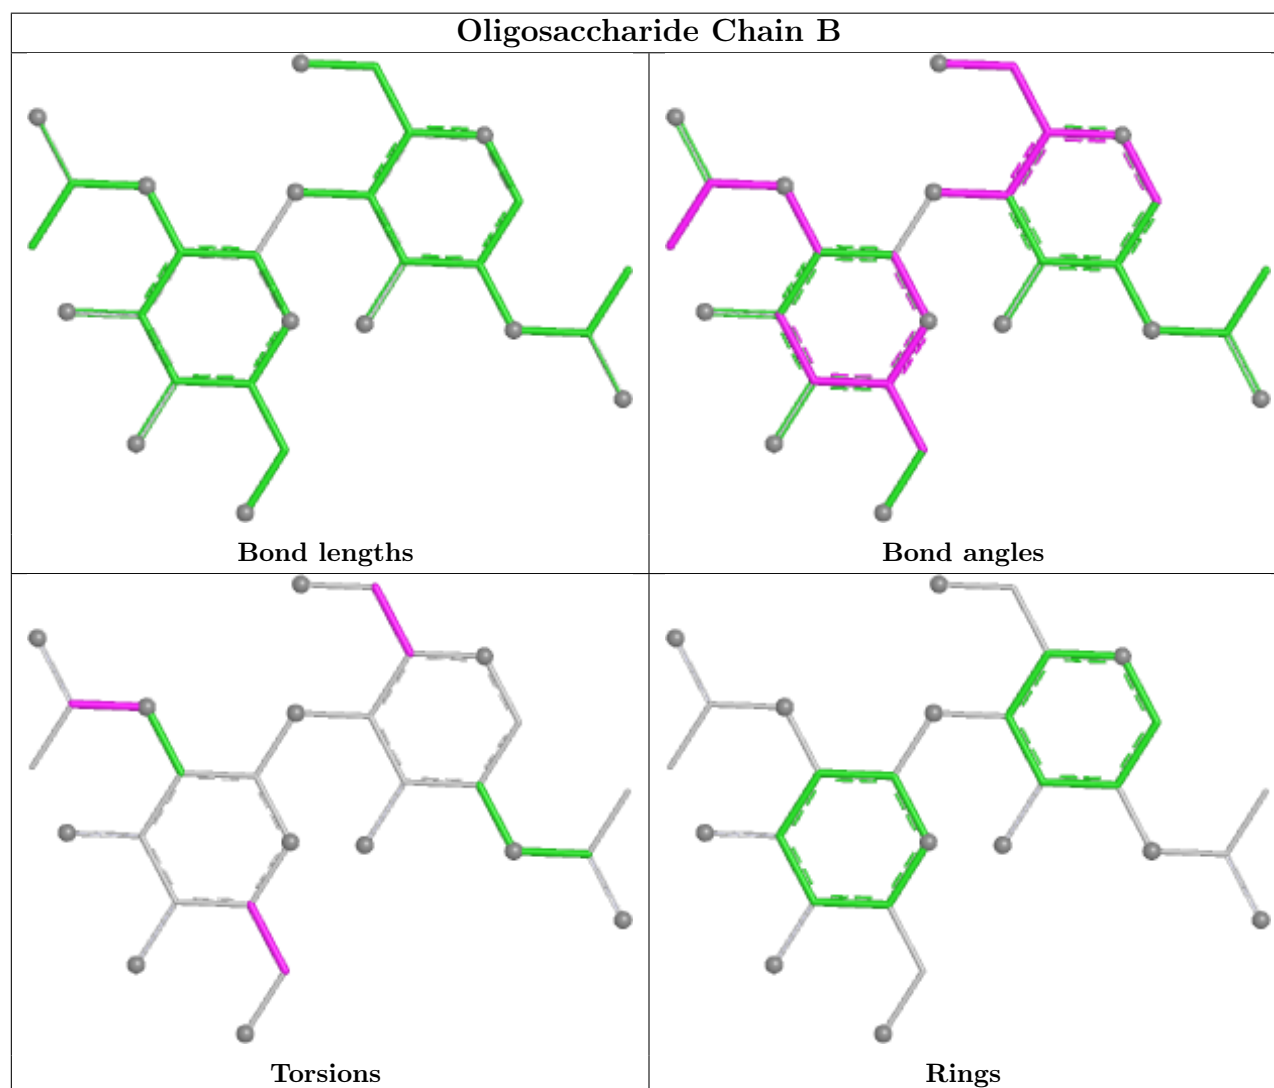 Oligosaccharide Chain B
Bond lengths
Bond angles
Torsions
Rings